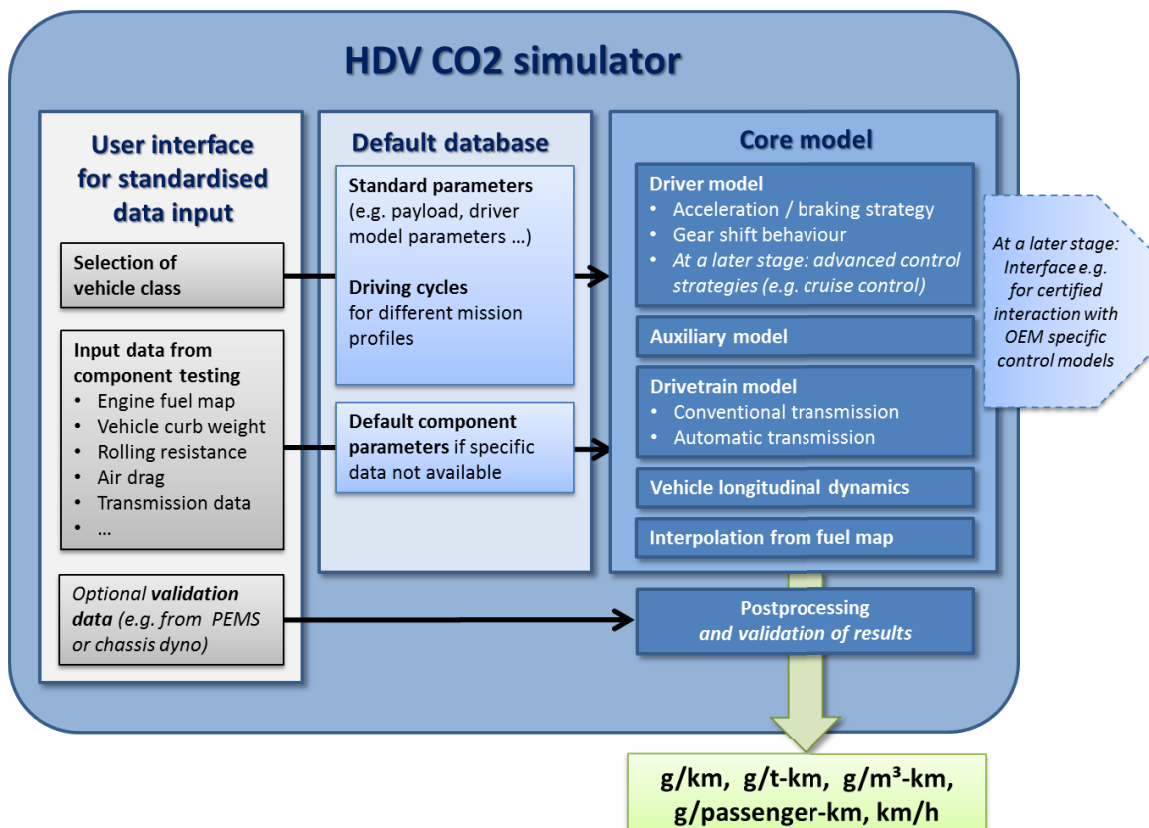 HDV CO2 simulator
User interface
for standardised
data input
Selection of
vehicle class
Input data from
component testing
• Engine fuel map
• Vehicle curb weight
• Rolling resistance
• Air drag
• Transmission data
• ...
Optional validation
data (e.g. from PEMS
or chassis dyno)
Default database
Standard parameters
(e.g. payload, driver
model parameters ...)
Driving cycles
for different mission
profiles
Default component
parameters if specific
data not available
Core model
Driver model
• Acceleration / braking strategy
• Gear shift behaviour
• At a later stage: advanced control
strategies (e.g. cruise control)
Auxiliary model
Drivetrain model
• Conventional transmission
• Automatic transmission
Vehicle longitudinal dynamics
Interpolation from fuel map
Postprocessing
and validation of results
At a later stage:
Interface e.g.
for certified
interaction with
OEM specific
control models
g/km, g/t-km, g/m³-km,
g/passenger-km, km/h